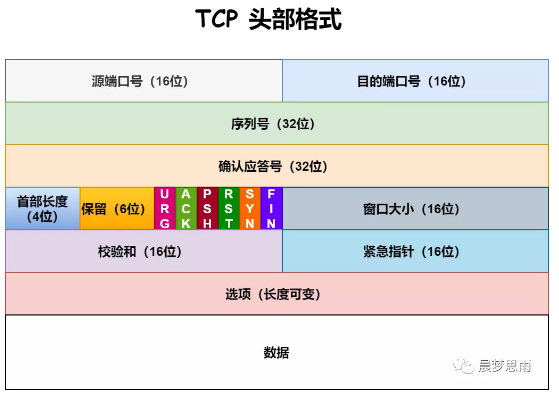 TCP 头部格式
源端口号（16位）
目的端口号（16位）
序列号（32位）
确认应答号（32位）
首部长度
（4位）
保留（6位）
URG
ACK
PSH
RST
SYN
FIN
窗口大小（16位）
校验和（16位）
紧急指针（16位）
选项（长度可变）
数据
晨梦思雨